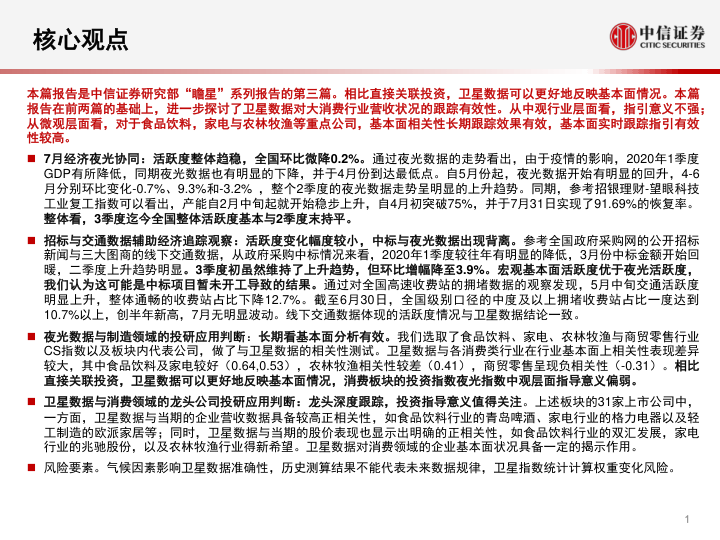 核心观点
中信证券
CITIC SECURITIES
本篇报告是中信证券研究部“瞻星”系列报告的第三篇。相比直接关联投资，卫星数据可以更好地反映基本面情况。本篇
报告在前两篇的基础上，进一步探讨了卫星数据对大消费行业营收状况的跟踪有效性。从中观行业层面看，指引意义不强；
从微观层面看，对于食品饮料，家电与农林牧渔等重点公司，基本面相关性长期跟踪效果有效，基本面实时跟踪指引有效
性较高。
■ 7月经济夜光协同：活跃度整体趋稳，全国环比微降0.2%。通过夜光数据的走势看出，由于疫情的影响，2020年1季度
GDP有所降低，同期夜光数据也有明显的下降，并于4月份到达最低点。自5月份起，夜光数据开始有明显的回升，4-6
月分别环比变化-0.7%、9.3%和-3.2% ，整个2季度的夜光数据走势呈明显的上升趋势。同期，参考招银理财-望眼科技
工业复工指数可以看出，产能自2月中旬起就开始稳步上升，自4月初突破75%，并于7月31日实现了91.69%的恢复率。
整体看，3季度迄今全国整体活跃度基本与2季度末持平。
■ 招标与交通数据辅助经济追踪观察：活跃度变化幅度较小，中标与夜光数据出现背离。参考全国政府采购网的公开招标
新闻与三大图商的线下交通数据，从政府采购中标情况来看，2020年1季度较往年有明显的降低，3月份中标金额开始回
暖，二季度上升趋势明显。3季度初虽然维持了上升趋势，但环比增幅降至3.9%。宏观基本面活跃度优于夜光活跃度，
我们认为这可能是中标项目暂未开工导致的结果。通过对全国高速收费站的拥堵数据的观察发现，5月中旬交通活跃度
明显上升，整体通畅的收费站占比下降12.7%。截至6月30日，全国级别口径的中度及以上拥堵收费站占比一度达到
10.7%以上，创半年新高，7月无明显波动。线下交通数据体现的活跃度情况与卫星数据结论一致。
■ 夜光数据与制造领域的投研应用判断：长期看基本面分析有效。我们选取了食品饮料、家电、农林牧渔与商贸零售行业
CS指数以及板块内代表公司，做了与卫星数据的相关性测试。卫星数据与各消费类行业在行业基本面上相关性表现差异
较大，其中食品饮料及家电较好（0.64,0.53），农林牧渔相关性较差（0.41），商贸零售呈现负相关性（-0.31）。相比
直接关联投资，卫星数据可以更好地反映基本面情况，消费板块的投资指数夜光指数中观层面指导意义偏弱。
■ 卫星数据与消费领域的龙头公司投研应用判断：龙头深度跟踪，投资指导意义值得关注。上述板块的31家上市公司中，
一方面，卫星数据与当期的企业营收数据具备较高正相关性，如食品饮料行业的青岛啤酒、家电行业的格力电器以及轻
工制造的欧派家居等；同时，卫星数据与当期的股价表现也显示出明确的正相关性，如食品饮料行业的双汇发展，家电
行业的兆驰股份，以及农林牧渔行业得新希望。卫星数据对消费领域的企业基本面状况具备一定的揭示作用。
■ 风险要素。气候因素影响卫星数据准确性，历史测算结果不能代表未来数据规律，卫星指数统计计算权重变化风险。
1